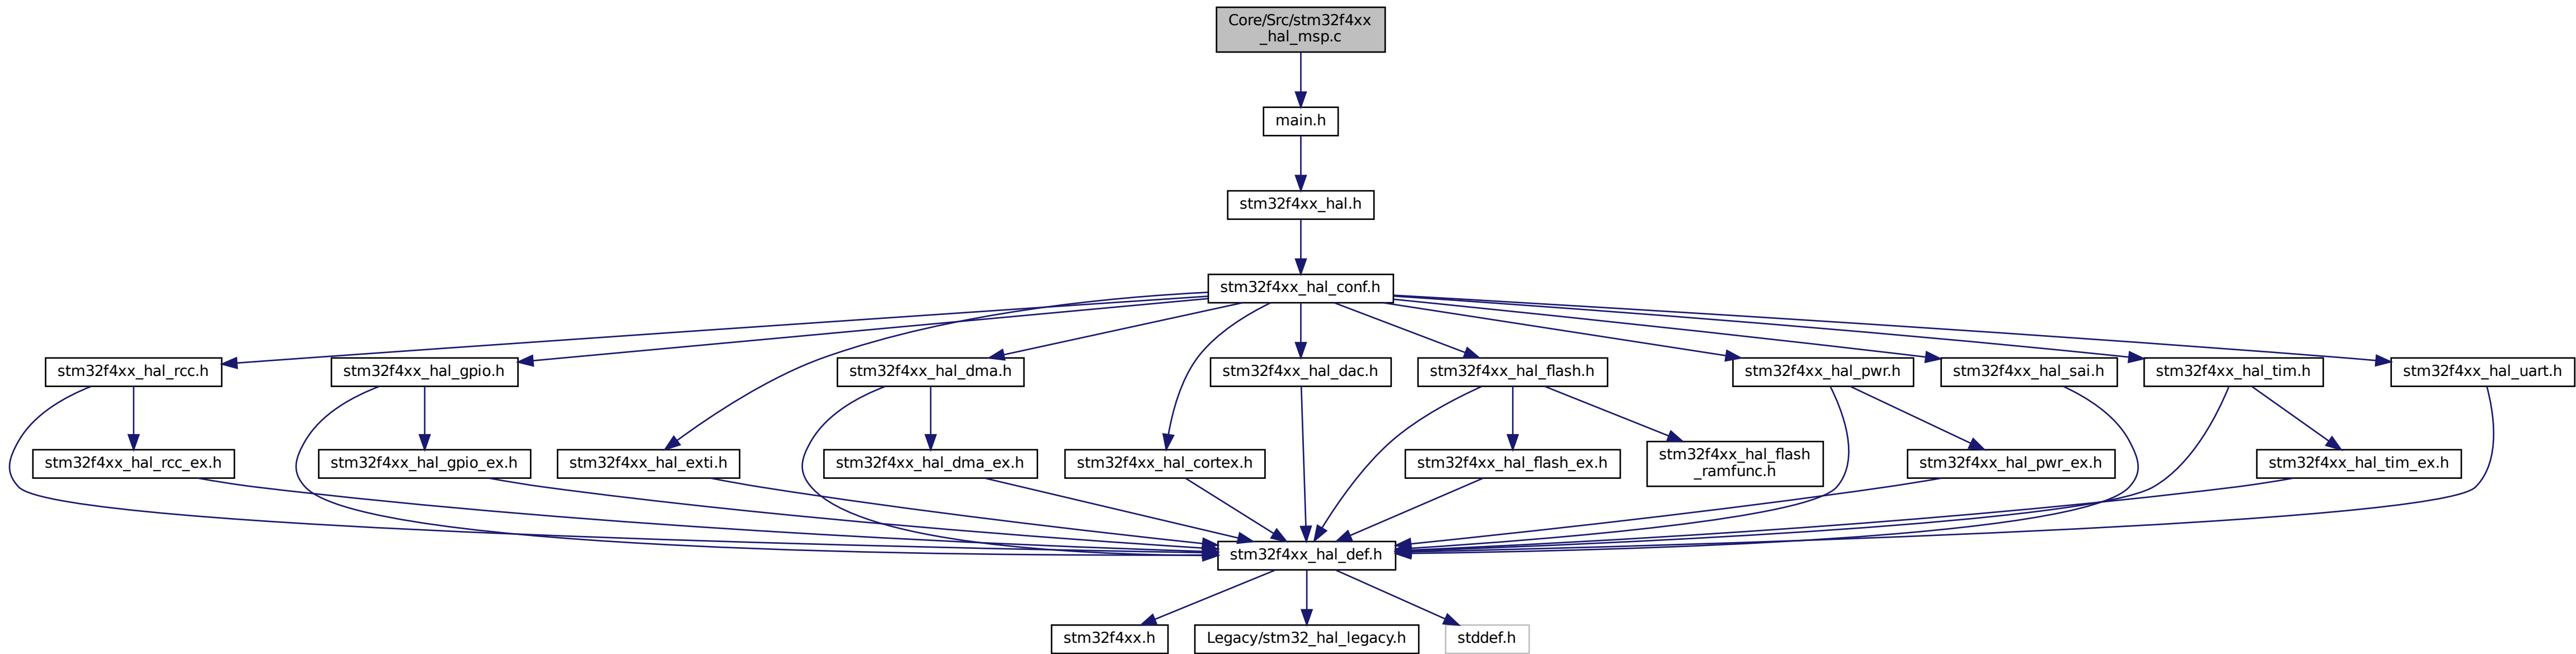 Core/Src/stm32f4xx
_hal_msp.c
main.h
stm32f4xx_hal.h
stm32f4xx_hal_conf.h
stm32f4xx_hal_rcc.h
stm32f4xx_hal_gpio.h
stm32f4xx_hal_dma.h
stm32f4xx_hal_dac.h
stm32f4xx_hal_flash.h
stm32f4xx_hal_pwr.h
stm32f4xx_hal_sai.h
stm32f4xx_hal_tim.h
stm32f4xx_hal_uart.h
stm32f4xx_hal_rcc_ex.h
stm32f4xx_hal_gpio_ex.h
stm32f4xx_hal_exti.h
stm32f4xx_hal_dma_ex.h
stm32f4xx_hal_cortex.h
stm32f4xx_hal_flash_ex.h
stm32f4xx_hal_flash
_ramfunc.h
stm32f4xx_hal_pwr_ex.h
stm32f4xx_hal_tim_ex.h
stm32f4xx_hal_def.h
stm32f4xx.h
Legacy/stm32_hal_legacy.h
stddef.h